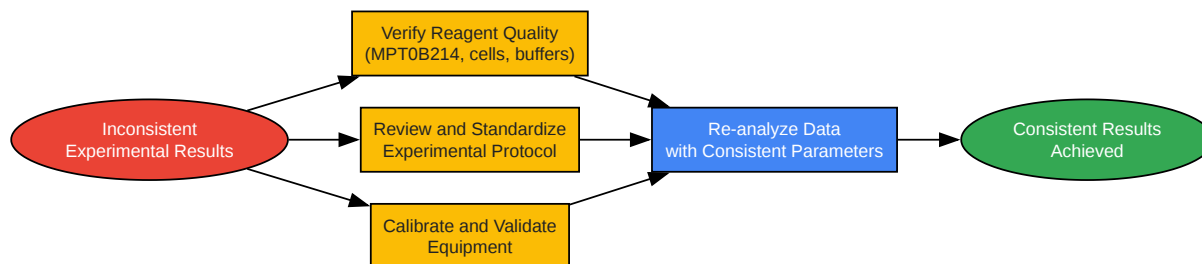 Verify Reagent Quality
(MPT0B214, cells, buffers)
Inconsistent
Experimental Results
Review and Standardize
Experimental Protocol
Re-analyze Data
with Consistent Parameters
Consistent Results
Achieved
Calibrate and Validate
Equipment